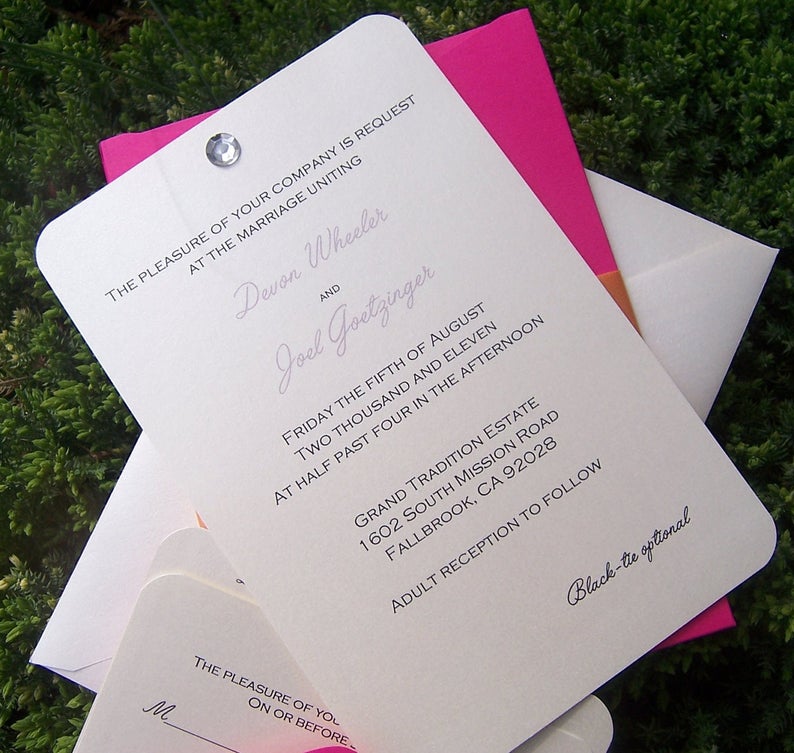 THE PLEASURE OF YOUR COMPANY IS REQUEST
AT THE MARRIAGE UNITING
Devon Wheeler
AND
Joel Goetzinger
FRIDAY THE FIFTH OF AUGUST
TWO THOUSAND AND ELEVEN
AT HALF PAST FOUR IN THE AFTERNOON
GRAND TRADITION ESTATE
1602 SOUTH MISSION ROAD
FALLBROOK, CA 92028
ADULT RECEPTION TO FOLLOW
Black-tie optional
THE PLEASURE OF YOU
ON OR BEFORE
M